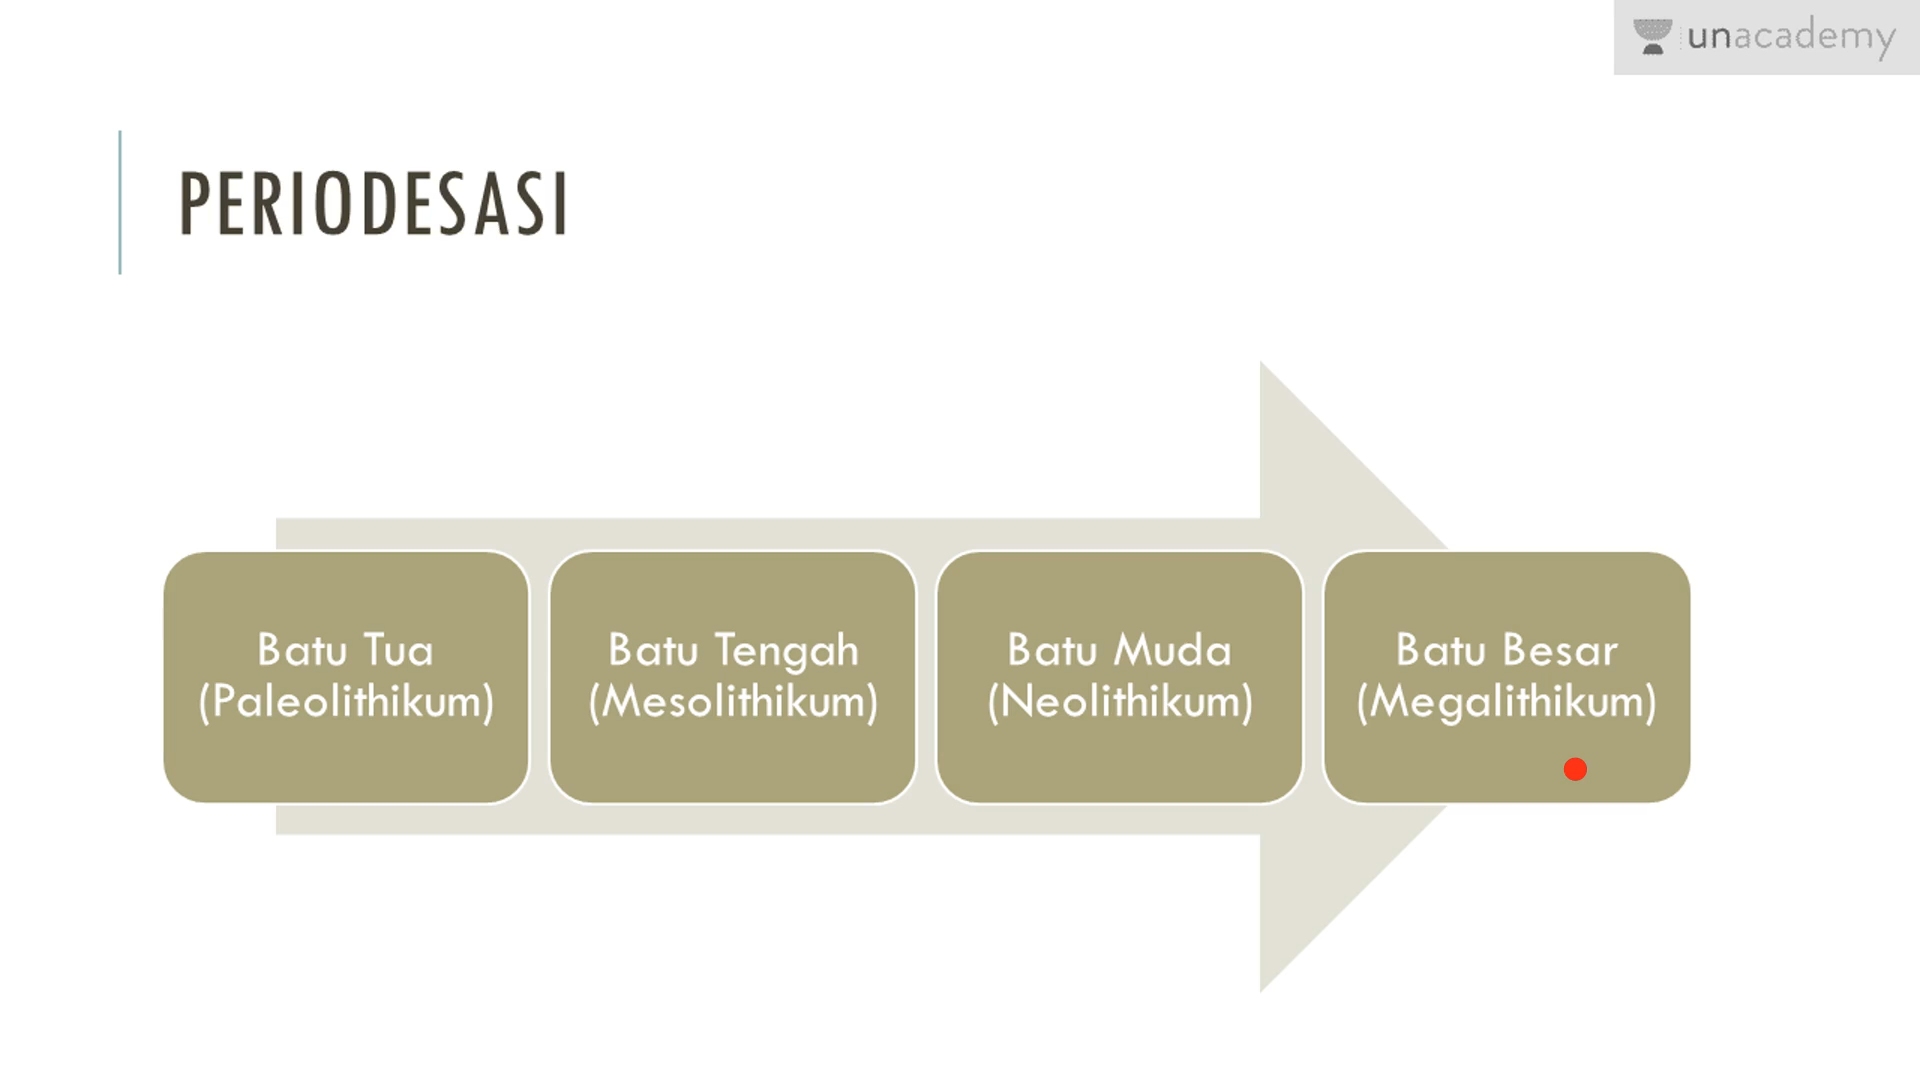 unacademy
PERIODESASI
Batu Tua
(Paleolithikum)
Batu Tengah
(Mesolithikum)
Batu Muda
(Neolithikum)
Batu Besar
(Megalithikum)